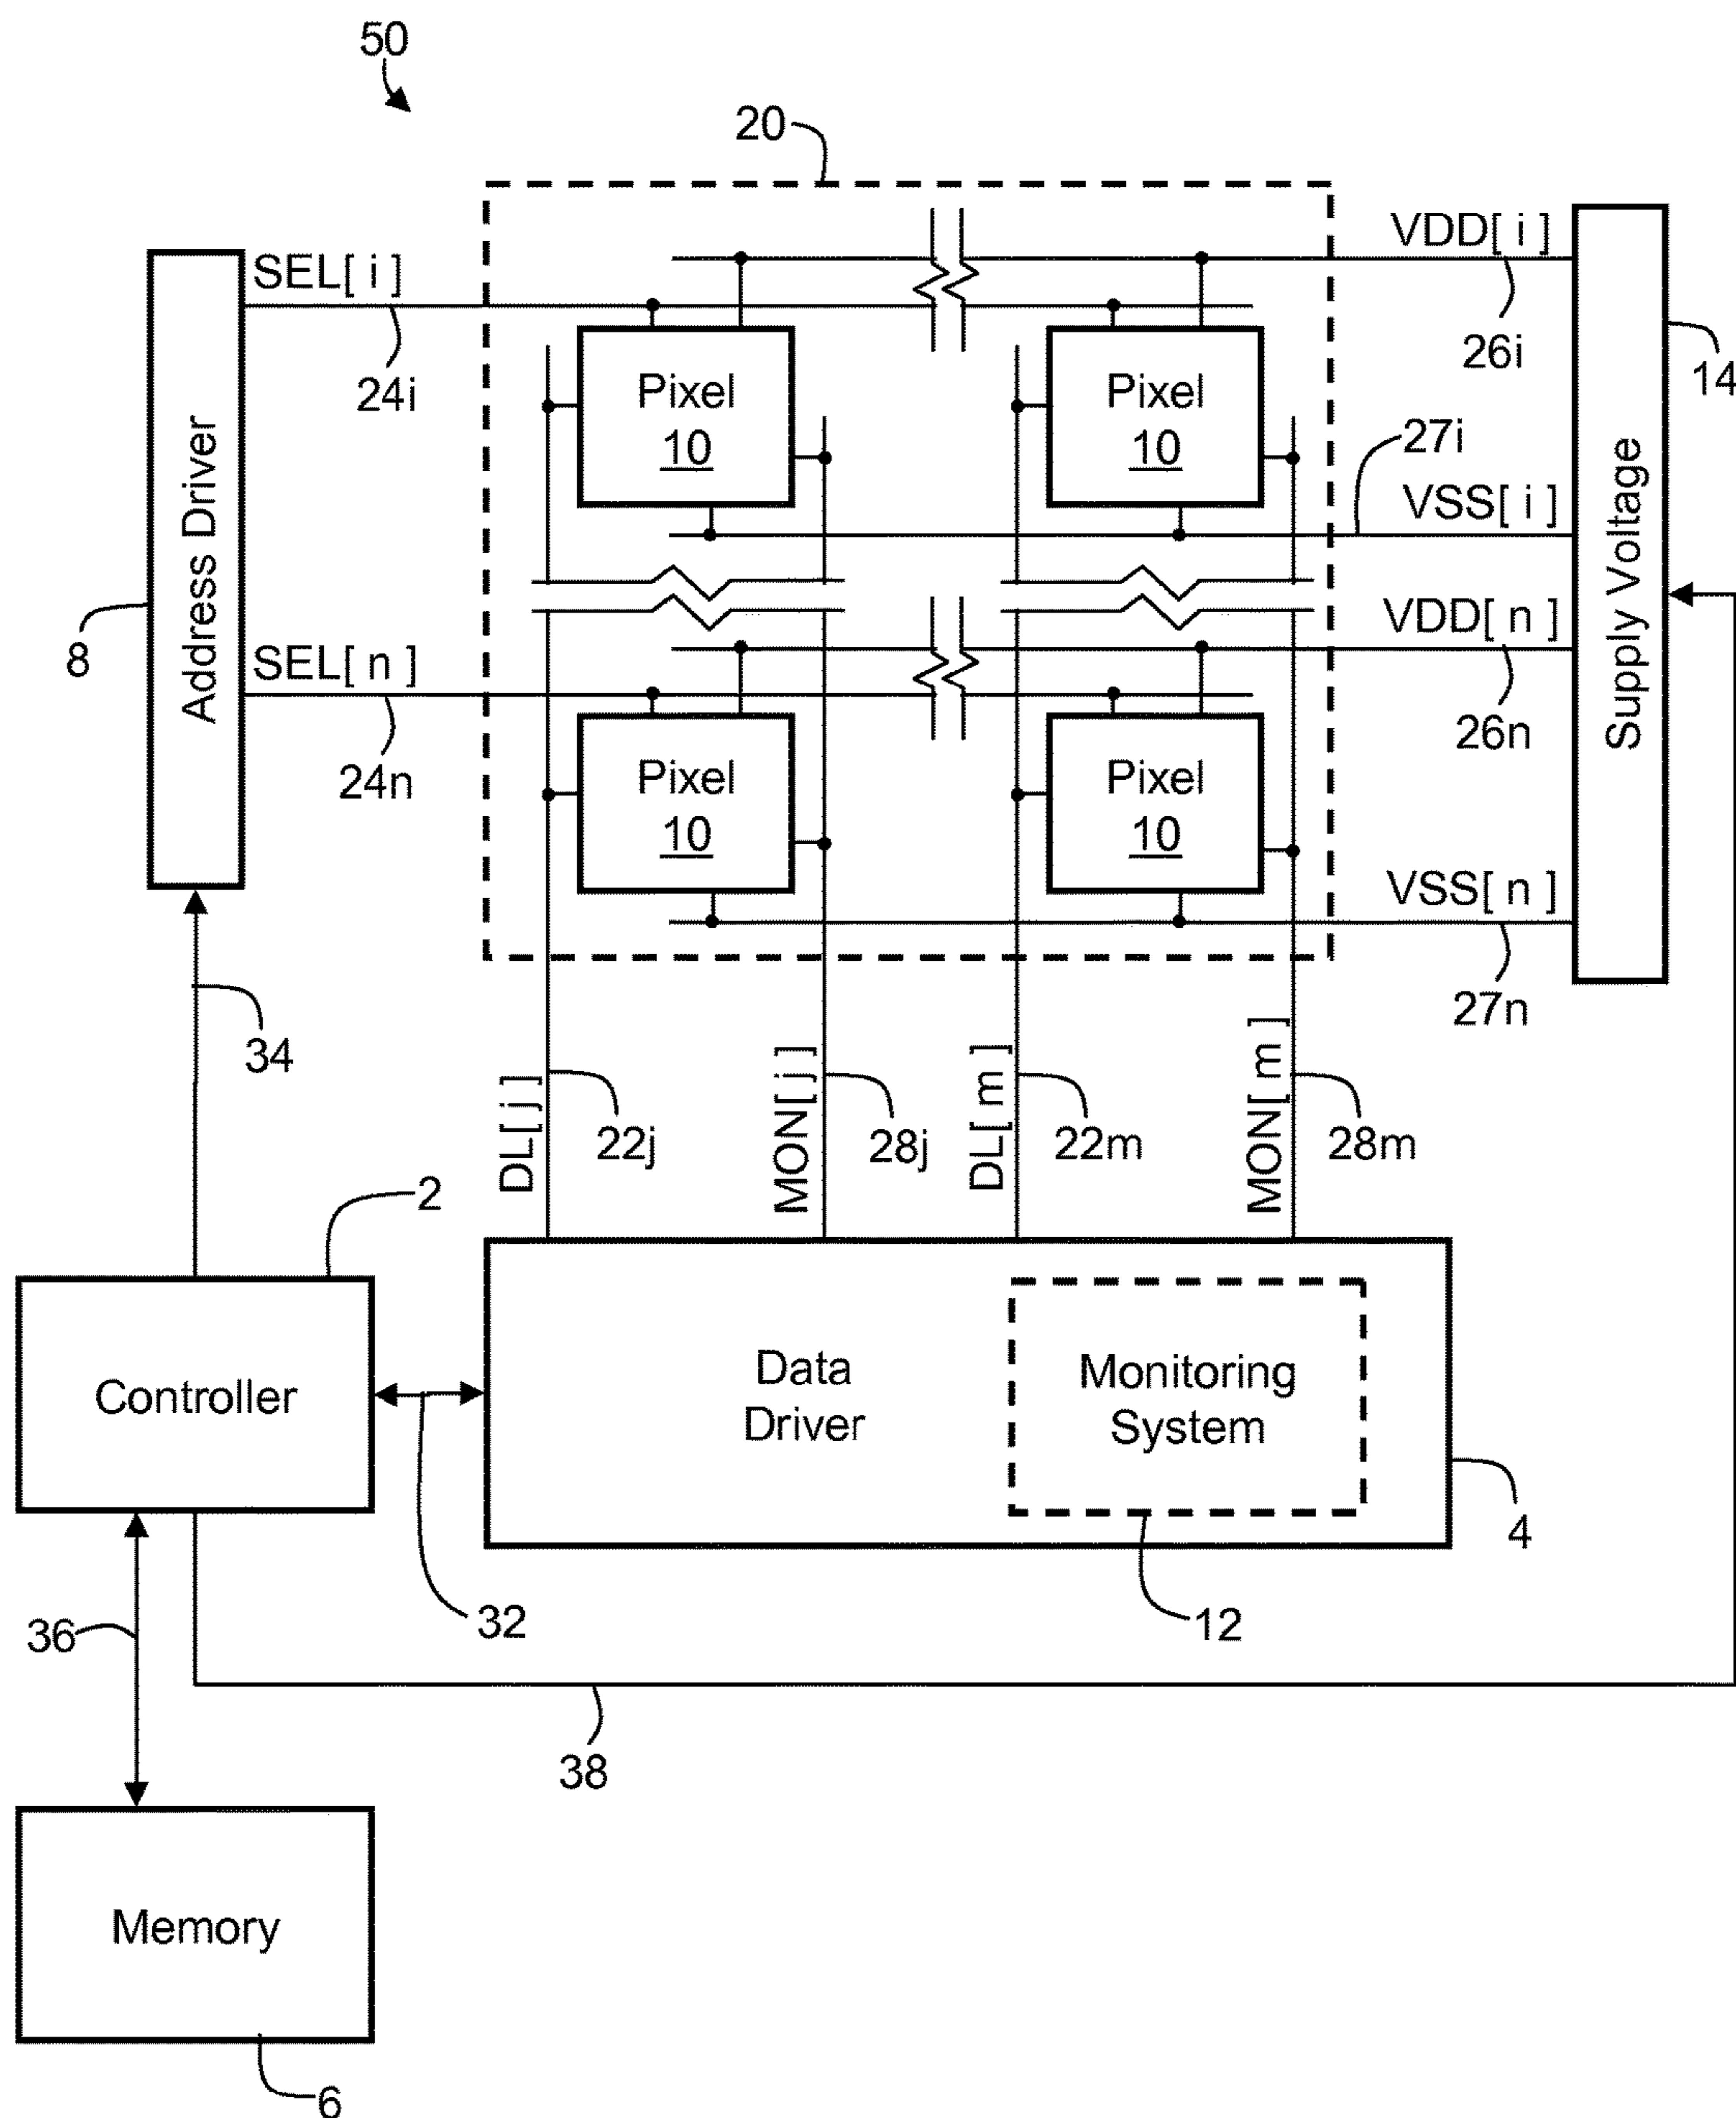 50
20
VDD[ i ]
SEL[ i ]
26i
14
24i
Pixel
10
Pixel
10
27i
VSS[ i ]
Address Driver
Supply Voltage
8
VDD[ n ]
SEL[ n ]
26n
24n
Pixel
10
Pixel
10
VSS[ n ]
27n
34
DL[ j ]
22j
MON[ j ]
28j
DL[ m ]
22m
MON[ m ]
28m
2
Controller
Data
Driver
Monitoring
System
4
32
12
36
38
Memory
6